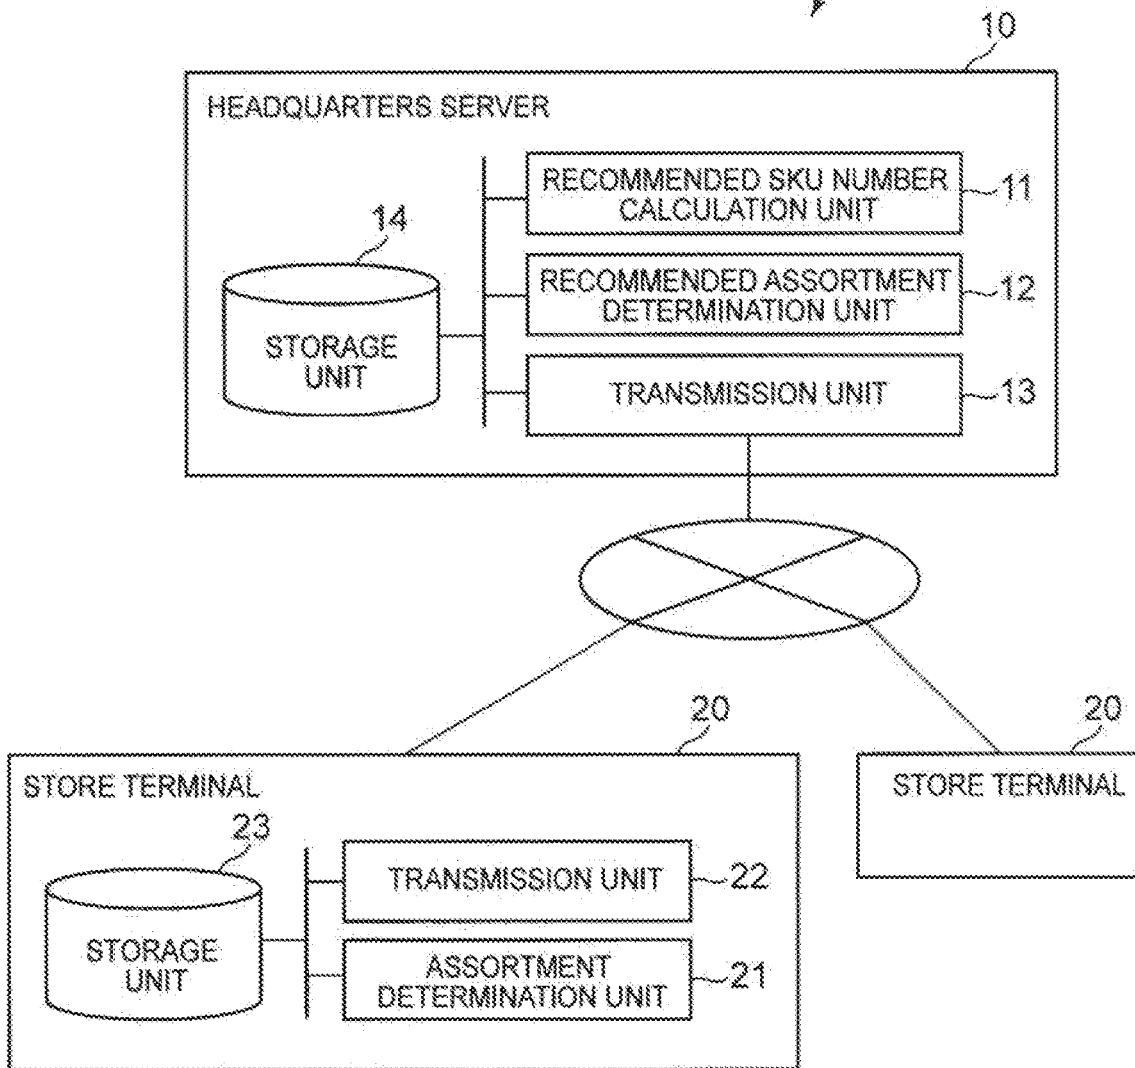 10
HEADQUARTERS SERVER
RECOMMENDED SKU NUMBER
CALCULATION UNIT
11
14
RECOMMENDED ASSORTMENT
DETERMINATION UNIT
12
STORAGE
UNIT
TRANSMISSION UNIT
13
20
20
STORE TERMINAL
STORE TERMINAL
23
TRANSMISSION UNIT
22
STORAGE
UNIT
ASSORTMENT
DETERMINATION UNIT
21